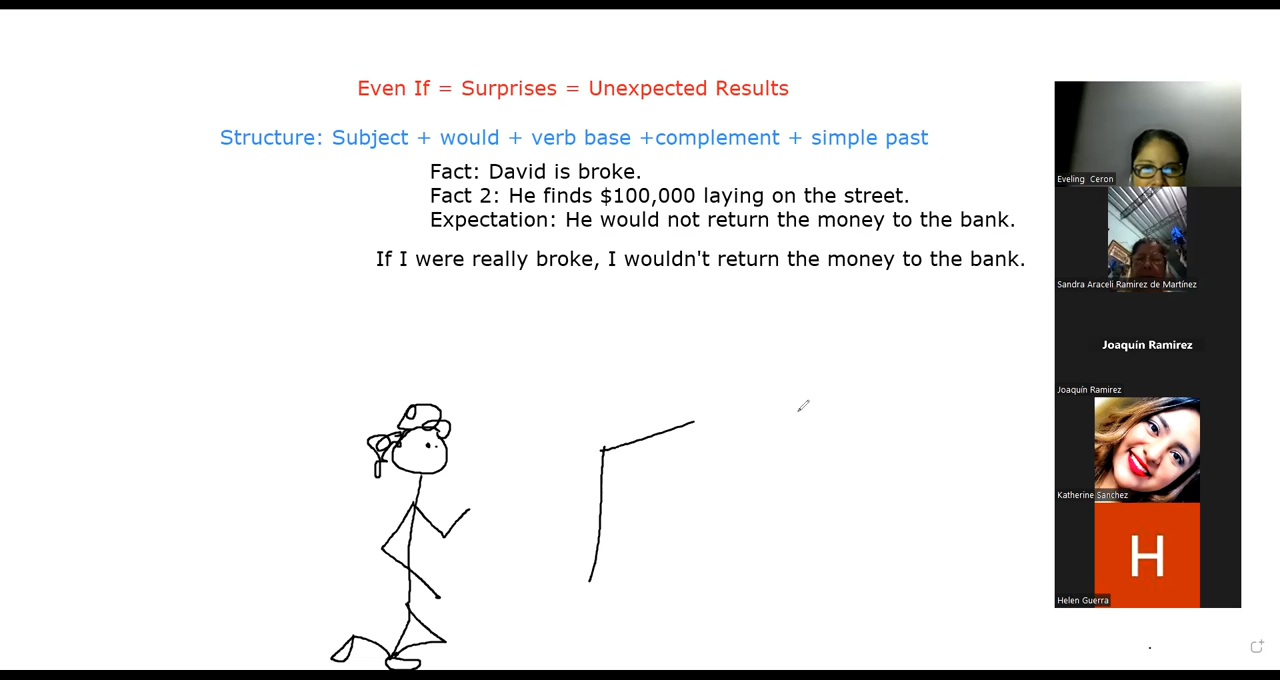 Even If = Surprises = Unexpected Results
Structure: Subject + would + verb base +complement + simple past
Fact: David is broke.
Fact 2: He finds $100,000 laying on the street.
Expectation: He would not return the money to the bank.
If I were really broke, I wouldn't return the money to the bank.
Eveling Ceron
Sandra Araceli Ramirez de Martínez
Joaquín Ramirez
Joaquín Ramirez
Katherine Sanchez
H
Helen Guerra